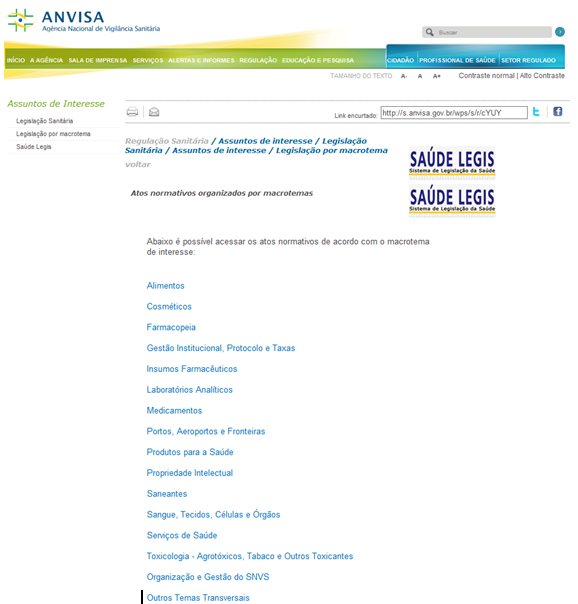 ANVISA
Agência Nacional de Vigilância Sanitária
Buscar
INÍCIO A AGÊNCIA SALA DE IMPRENSA SERVIÇOS ALERTAS E INFORMES REGULAÇÃO EDUCAÇÃO E PESQUISA CIDADÃO PROFISSIONAL DE SAÚDE SETOR REGULADO
TAMANHO DO TEXTO A- A A+ Contraste normal | Alto Contraste
Assuntos de Interesse
Legislação Sanitária
Legislação por macrotema
Saúde Legis
Link encurtado: http://s.anvisa.gov.br/wps/s/r/cYUY
Regulação Sanitária / Assuntos de interesse / Legislação
Sanitária / Assuntos de interesse / Legislação por macrotema
voltar
SAÚDE LEGIS
Sistema de Legislação da Saúde
SAÚDE LEGIS
Sistema de Legislação da Saúde
Atos normativos organizados por macrotemas
Abaixo é possível acessar os atos normativos de acordo com o macrotema
de interesse:
Alimentos
Cosméticos
Farmacopeia
Gestão Institucional, Protocolo e Taxas
Insumos Farmacêuticos
Laboratórios Analíticos
Medicamentos
Portos, Aeroportos e Fronteiras
Produtos para a Saúde
Propriedade Intelectual
Saneantes
Sangue, Tecidos, Células e Órgãos
Serviços de Saúde
Toxicologia - Agrotóxicos, Tabaco e Outros Toxicantes
Organização e Gestão do SNVS
Outros Temas Transversais